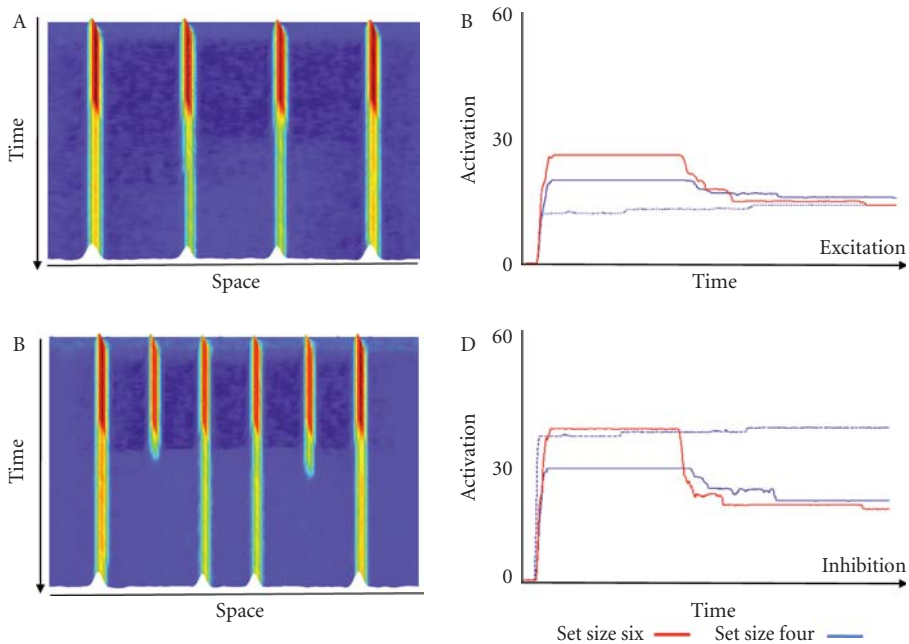 A
Time
Space
B
60
30
0
Activation
Excitation
Time
B
Time
Space
D
60
30
0
Activation
Inhibition
Time
Set size six
Set size four